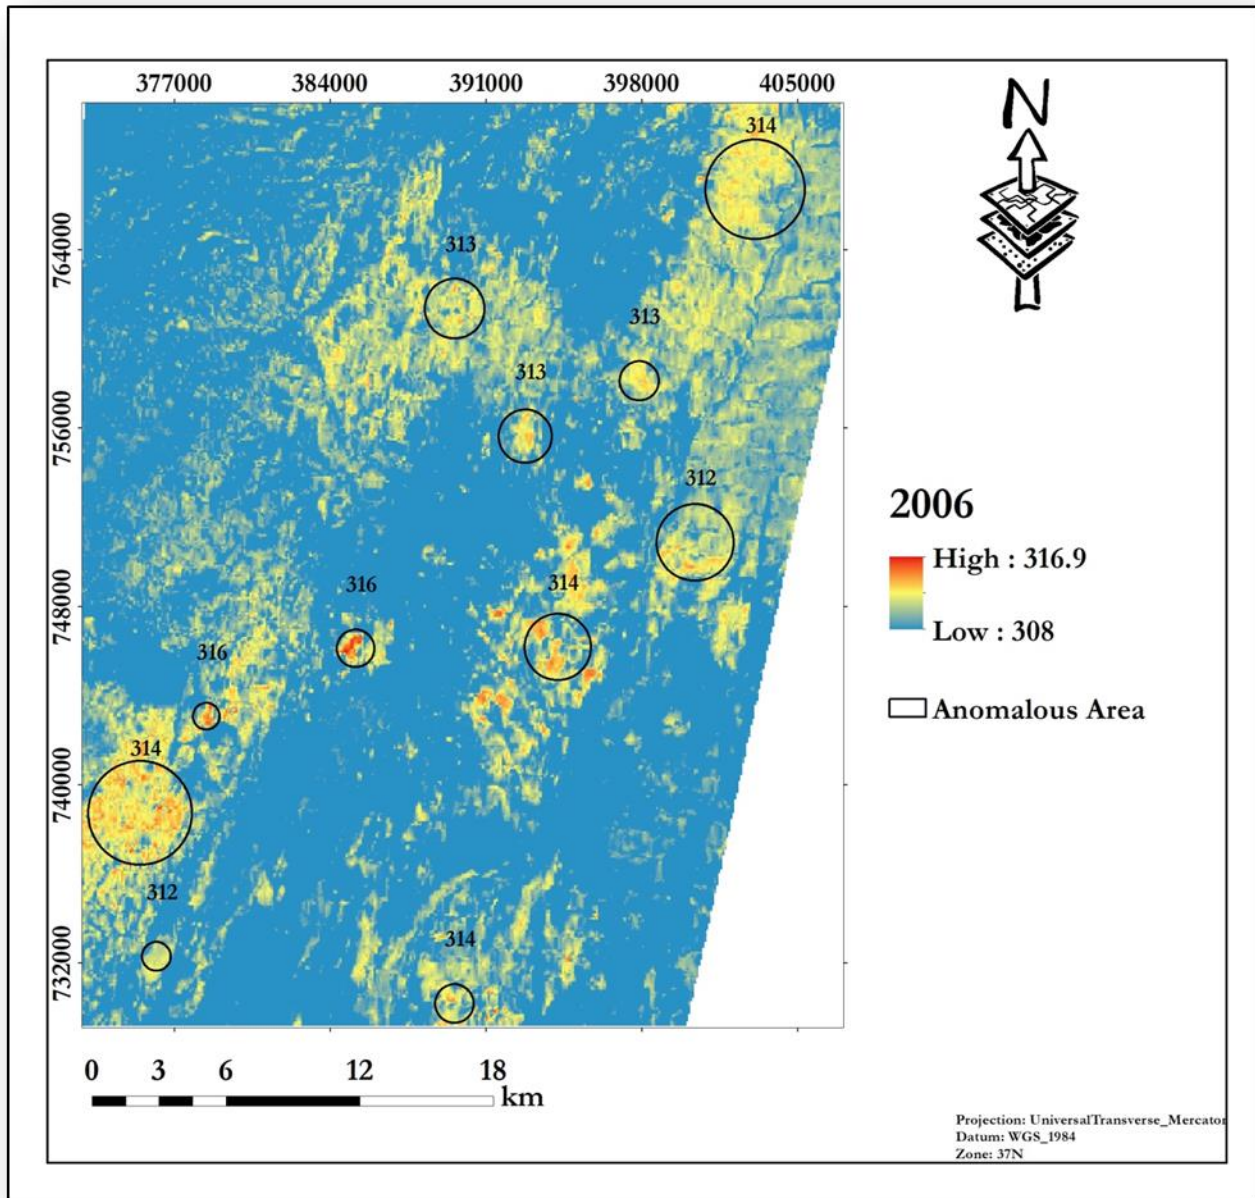 377000 384000 391000 398000 405000
N
314
764000
313
313
313
756000
312
316
314
748000
316
314
740000
312
314
732000
2006
High : 316.9
Low : 308
Anomalous Area
0 3 6 12 18
km
Projection: UniversalTransverse_Mercator
Datum: WGS_1984
Zone: 37N